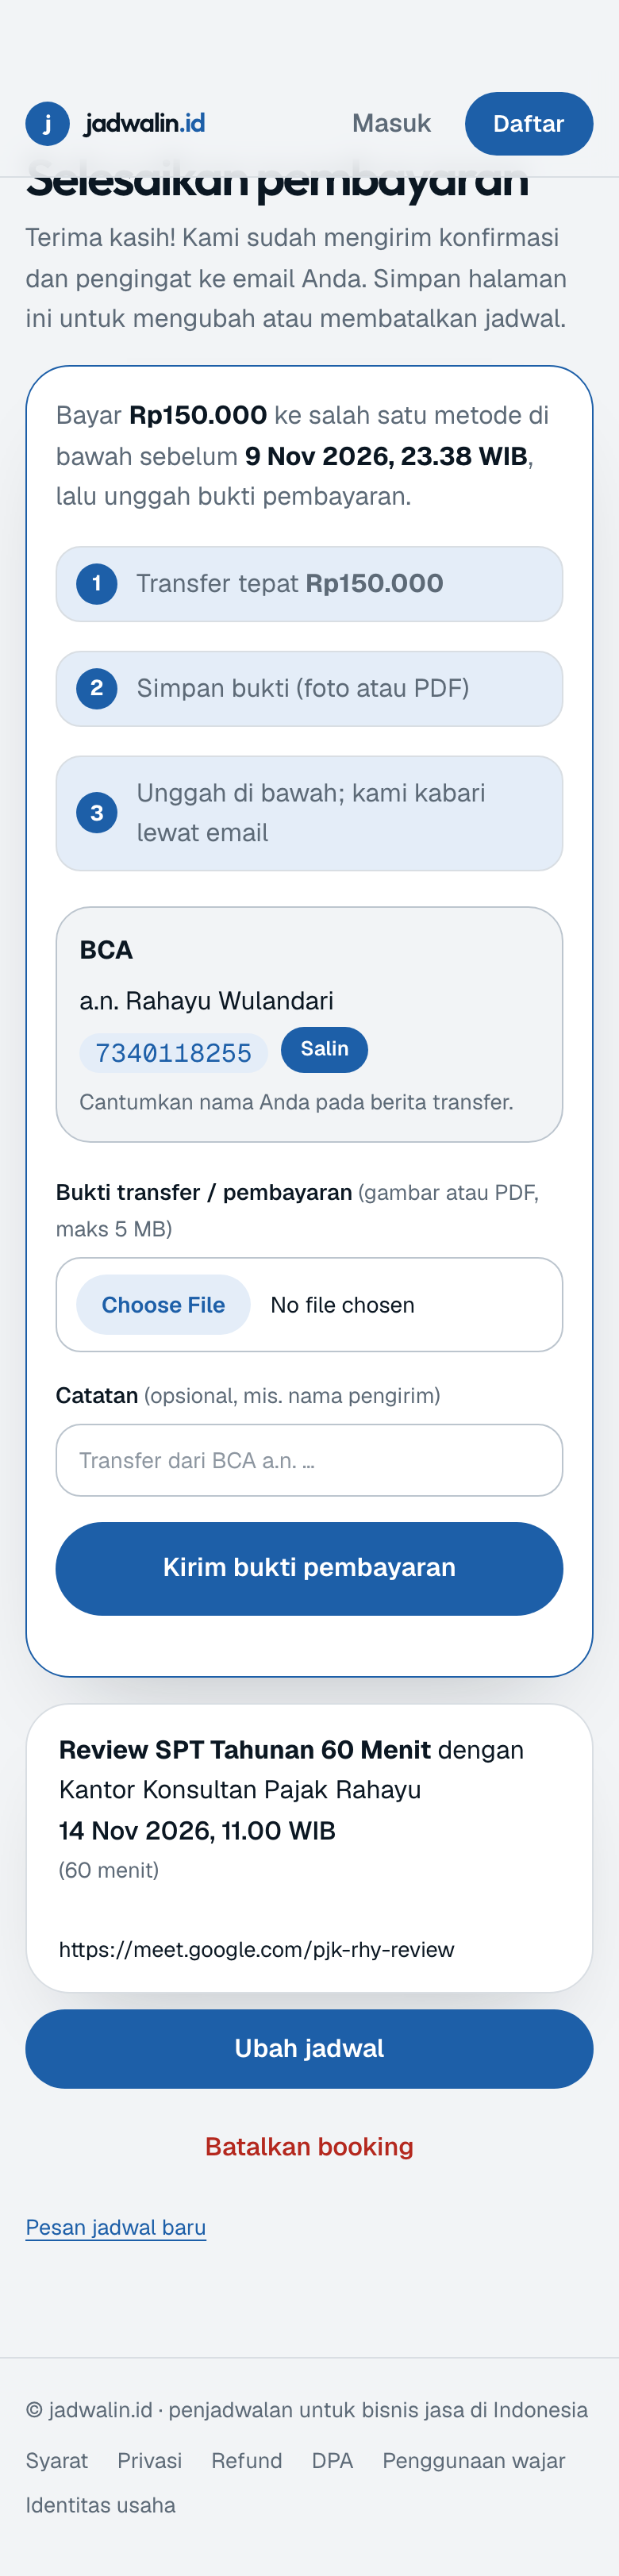 j jadwalin.id Masuk Daftar
Selesaikan pembayaran
Terima kasih! Kami sudah mengirim konfirmasi
dan pengingat ke email Anda. Simpan halaman
ini untuk mengubah atau membatalkan jadwal.
Bayar Rp150.000 ke salah satu metode di
bawah sebelum 9 Nov 2026, 23.38 WIB,
lalu unggah bukti pembayaran.
1 Transfer tepat Rp150.000
2 Simpan bukti (foto atau PDF)
3 Unggah di bawah; kami kabari
lewat email
BCA
a.n. Rahayu Wulandari
7340118255 Salin
Cantumkan nama Anda pada berita transfer.
Bukti transfer / pembayaran (gambar atau PDF,
maks 5 MB)
Choose File No file chosen
Catatan (opsional, mis. nama pengirim)
Transfer dari BCA a.n. ...
Kirim bukti pembayaran
Review SPT Tahunan 60 Menit dengan
Kantor Konsultan Pajak Rahayu
14 Nov 2026, 11.00 WIB
(60 menit)
https://meet.google.com/pjk-rhy-review
Ubah jadwal
Batalkan booking
Pesan jadwal baru
© jadwalin.id · penjadwalan untuk bisnis jasa di Indonesia
Syarat Privasi Refund DPA Penggunaan wajar
Identitas usaha